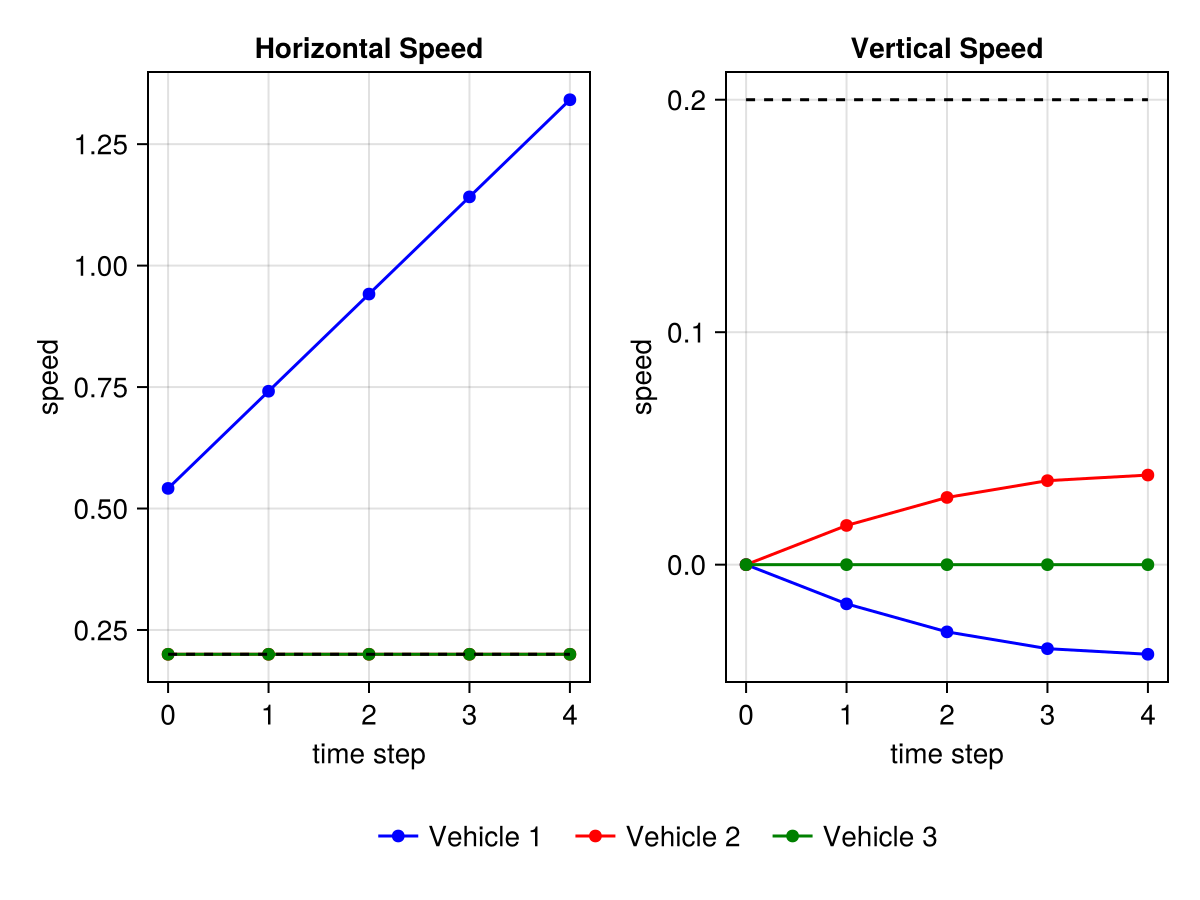 Horizontal Speed
speed
1.25
1.00
0.75
0.50
0.25
0 1 2 3 4
time step
Vertical Speed
speed
0.2
0.1
0.0
0 1 2 3 4
time step
Vehicle 1 Vehicle 2 Vehicle 3